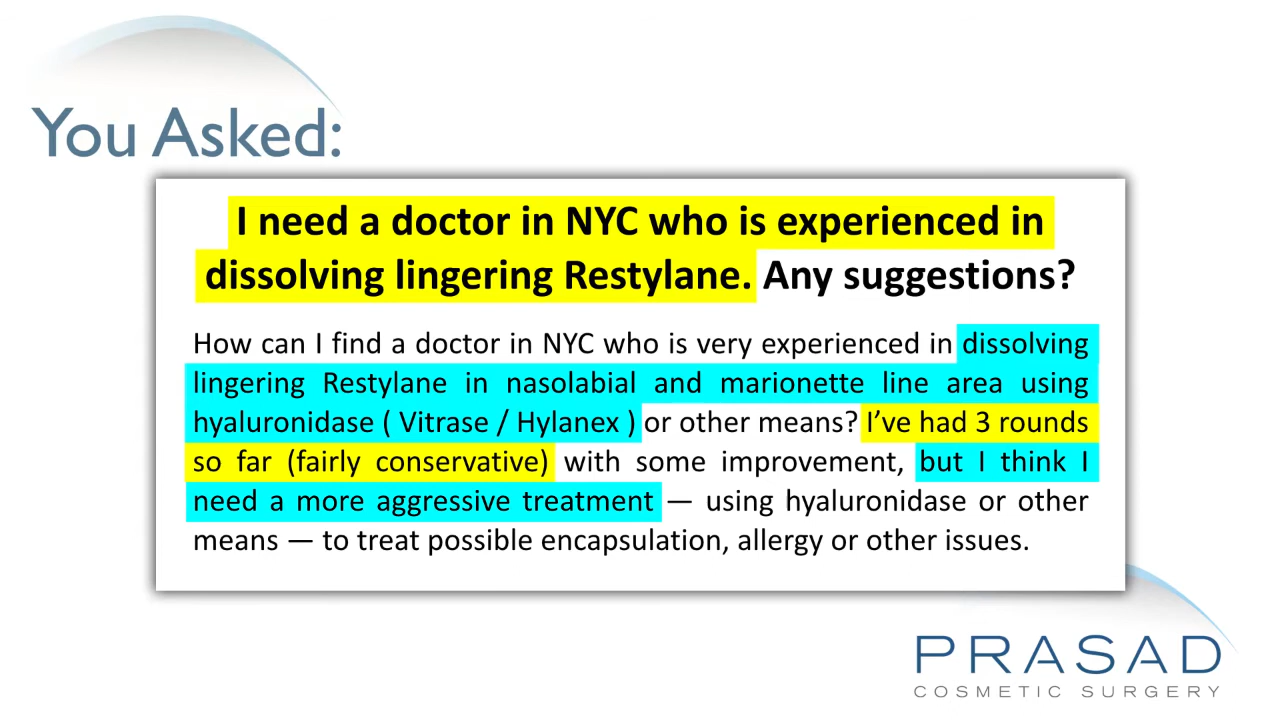 You Asked:
I need a doctor in NYC who is experienced in
dissolving lingering Restylane. Any suggestions?
How can I find a doctor in NYC who is very experienced in dissolving
lingering Restylane in nasolabial and marionette line area using
hyaluronidase ( Vitrase / Hylanex ) or other means? I’ve had 3 rounds
so far (fairly conservative) with some improvement, but I think I
need a more aggressive treatment — using hyaluronidase or other
means — to treat possible encapsulation, allergy or other issues.
PRASAD
COSMETIC SURGERY